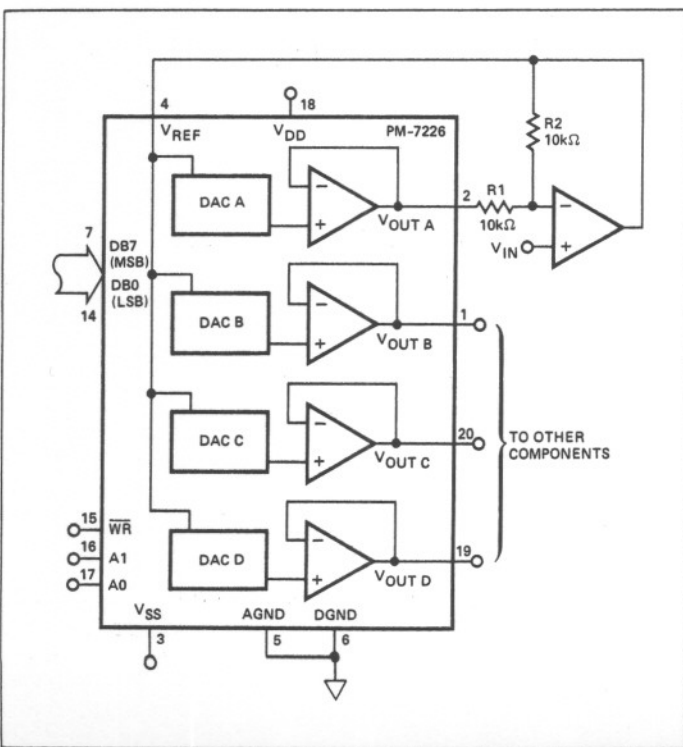 4
18
VREF
VDD
PM-7226
R2
10kΩ
DAC A
−
+
VOUT A
2
R1
10kΩ
−
+
VIN
7
DB7
(MSB)
DB0
(LSB)
14
DAC B
−
+
VOUT B
1
DAC C
−
+
VOUT C
20
TO OTHER
COMPONENTS
15
WR
16
A1
17
A0
DAC D
−
+
VOUT D
19
VSS
AGND
DGND
3
5
6